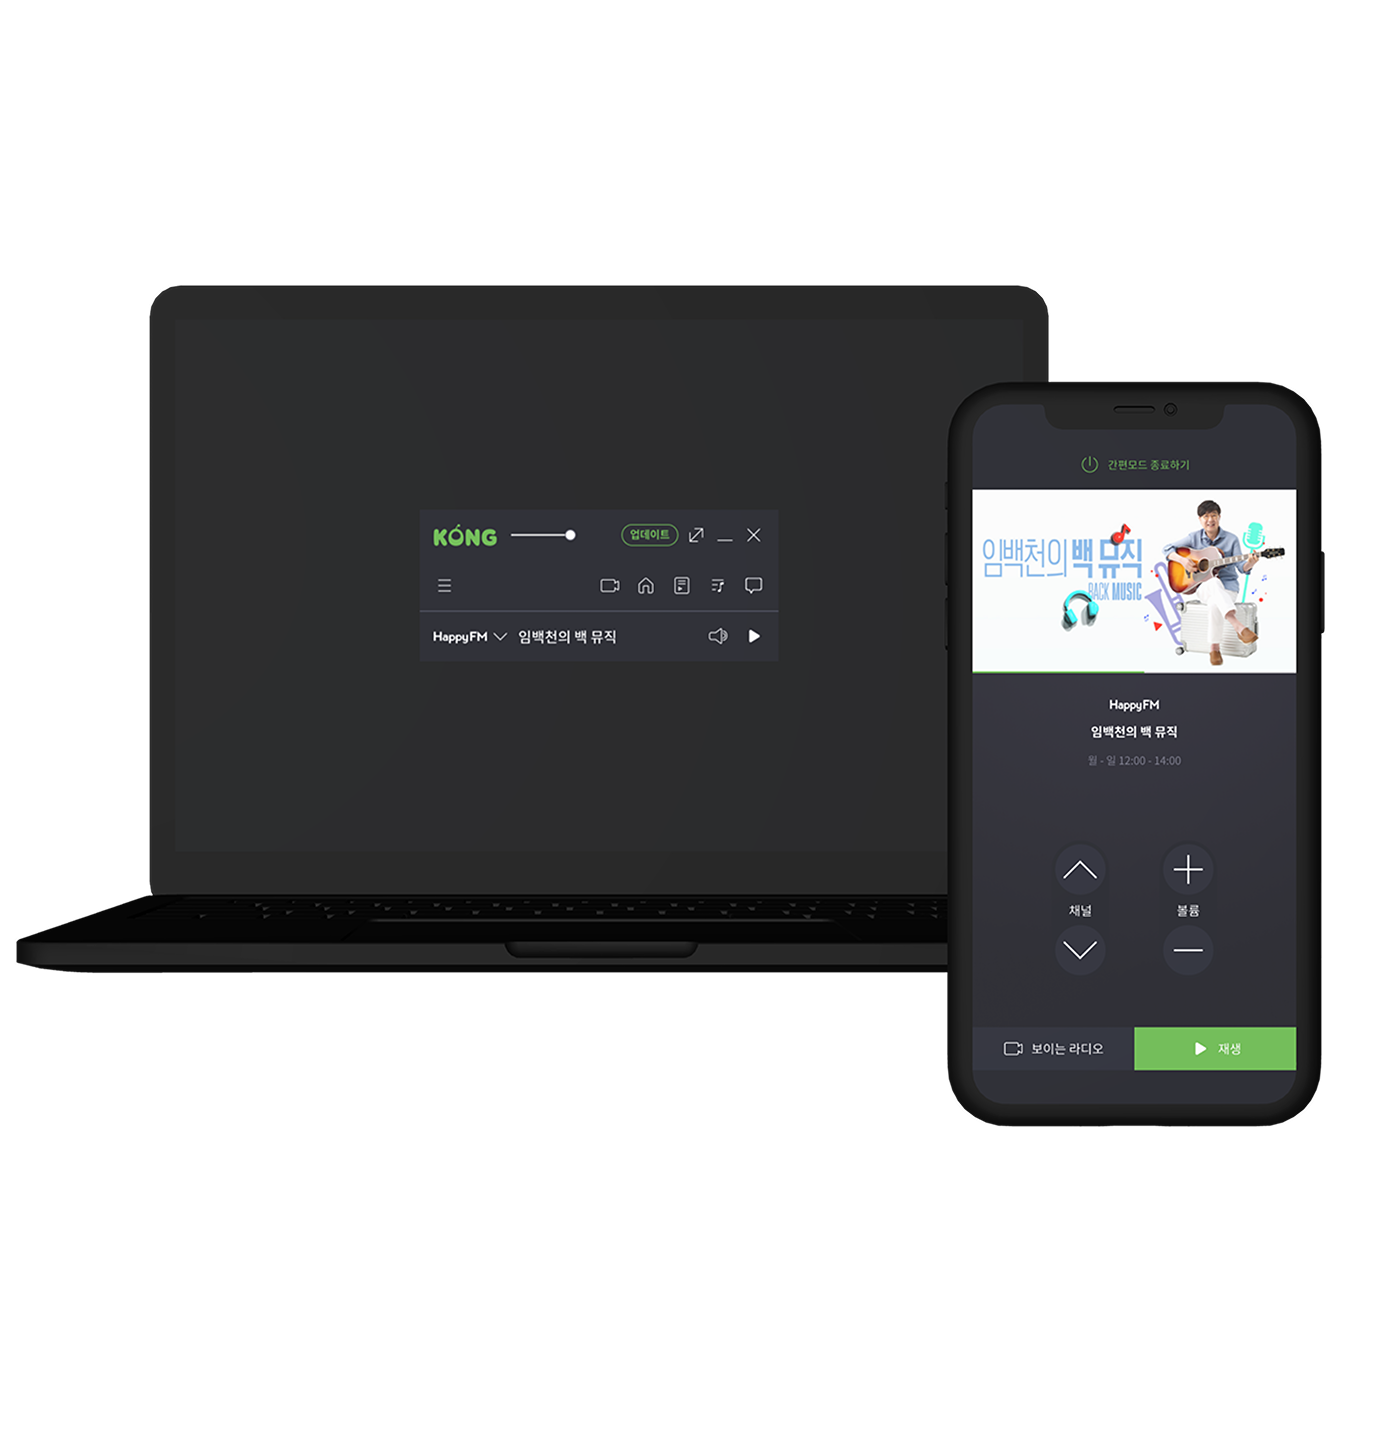 KONG
업데이트
HappyFM 임백천의 백 뮤직
간편모드 종료하기
임백천의 백 뮤직
BACK MUSIC
HappyFM
임백천의 백 뮤직
월 - 일 12:00 - 14:00
채널 볼륨
보이는 라디오 재생